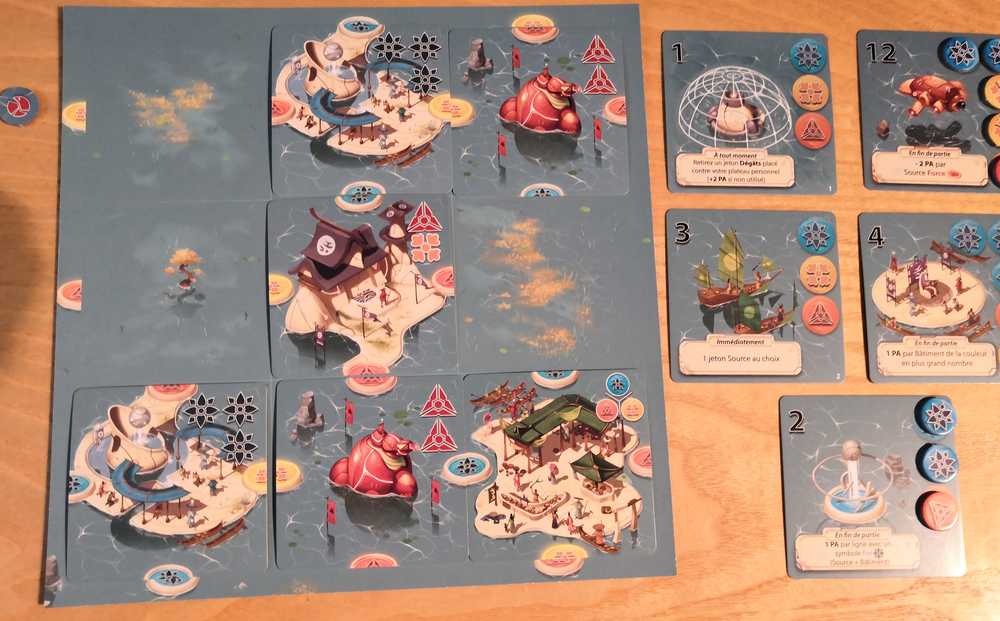 1
À tout moment
Retirez un jeton Dégâts placé
contre votre plateau personnel
(+2 PA si non utilisé)
1
12
En fin de partie
- 2 PA par
Source Force
3
Immédiatement
1 jeton Source au choix
2
4
En fin de partie
1 PA par Bâtiment de la couleur
en plus grand nombre
2
En fin de partie
1 PA par ligne avec un
symbole
(Source + Bâtiment)